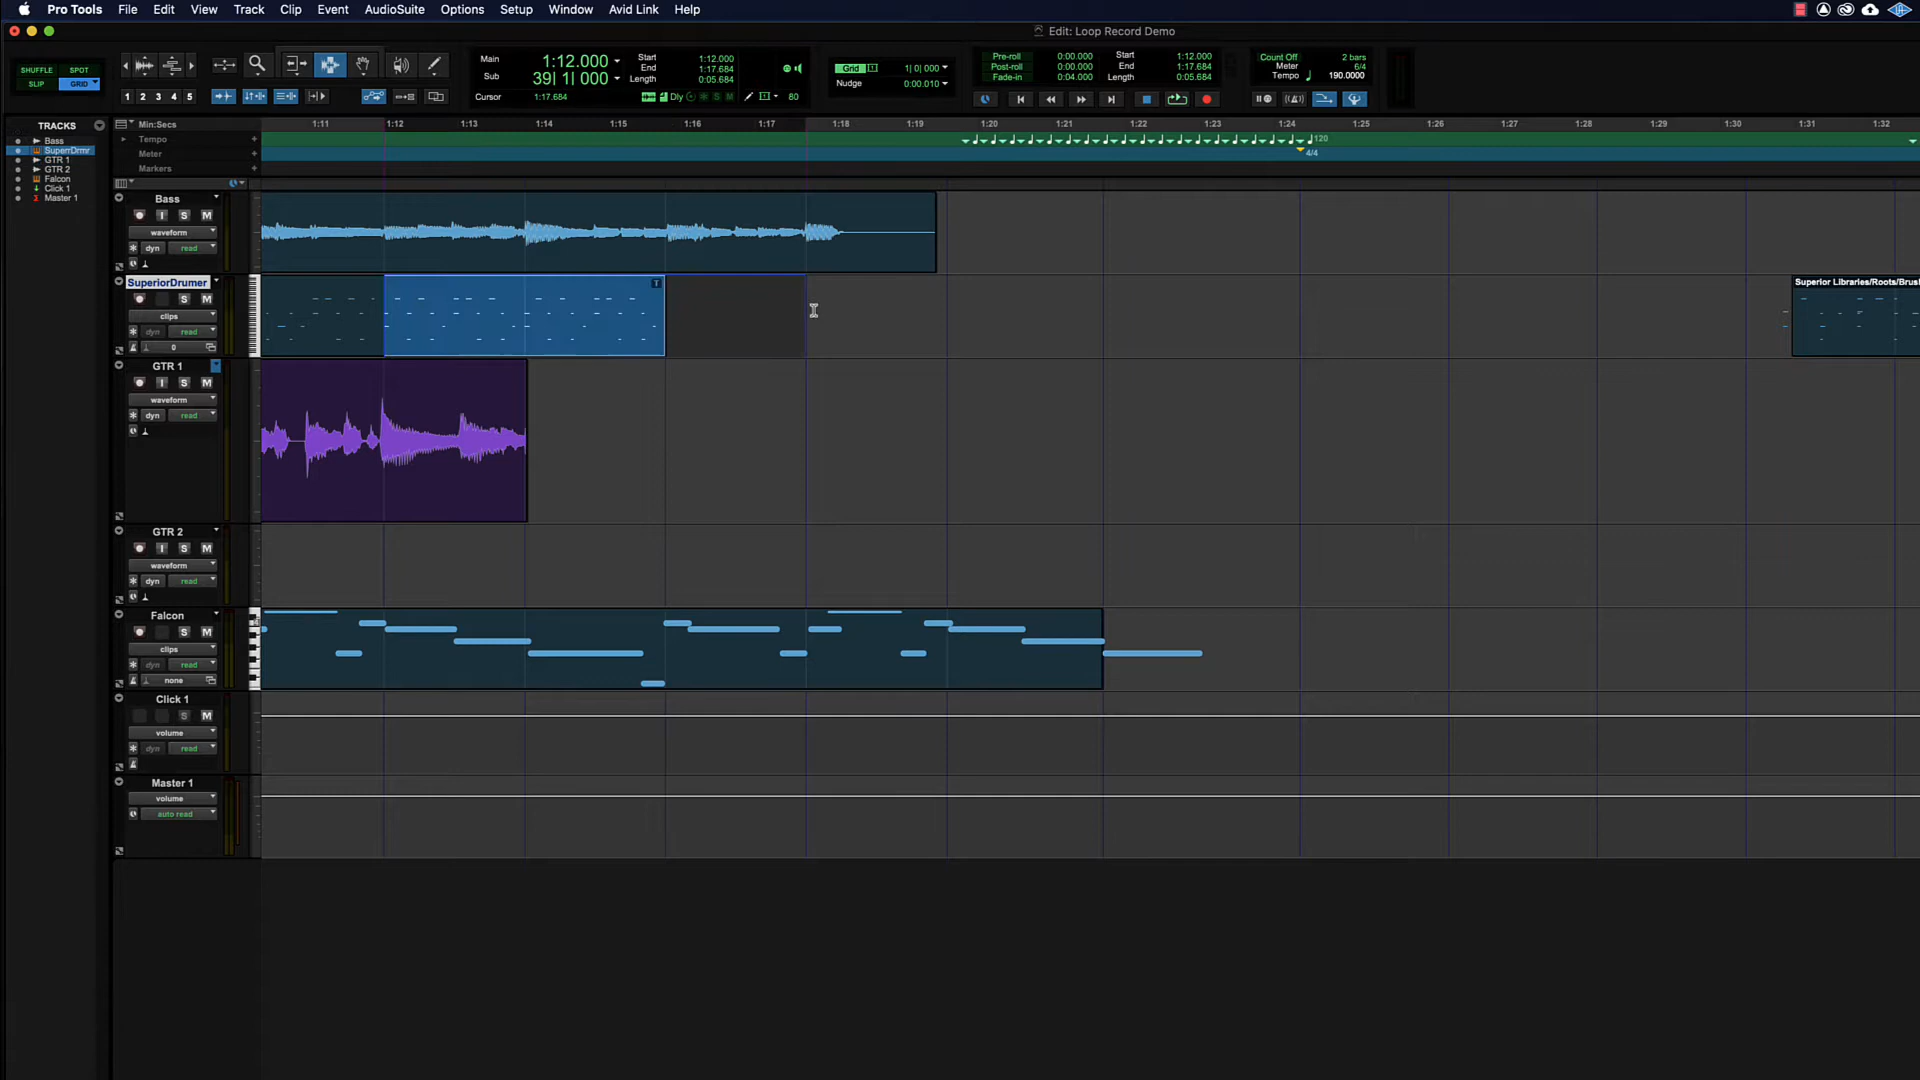 Pro Tools File Edit View Track Clip Event AudioSuite Options Setup Window Avid Link Help
Edit: Loop Record Demo
SHUFFLE SPOT
SLIP GRID
1 2 3 4 5
Main 1:12.000
Sub 39| 1| 000
Cursor 1:17.684
Start 1:12.000
End 1:17.684
Length 0:05.684
Dly S M 80
Grid 1| 0| 000
Nudge 0:00.010
Pre-roll 0:00.000
Post-roll 0:00.000
Fade-in 0:04.000
Start 1:12.000
End 1:17.684
Length 0:05.684
Count Off 2 bars
Meter 6/4
Tempo 190.0000
TRACKS
Bass
SuperrDrmr
GTR 1
GTR 2
Falcon
Click 1
Master 1
Min:Secs 1:11 1:12 1:13 1:14 1:15 1:16 1:17 1:18 1:19 1:20 1:21 1:22 1:23 1:24 1:25 1:26 1:27 1:28 1:29 1:30 1:31 1:32
Tempo 120
Meter 4/4
Markers
Bass
I S M
waveform
dyn read
SuperiorDrumer
S M
clips
dyn read
0
T
Superior Libraries/Roots/Brus
GTR 1
I S M
waveform
dyn read
GTR 2
I S M
waveform
dyn read
Falcon
S M
clips
dyn read
none
Click 1
S M
volume
dyn read
Master 1
volume
auto read